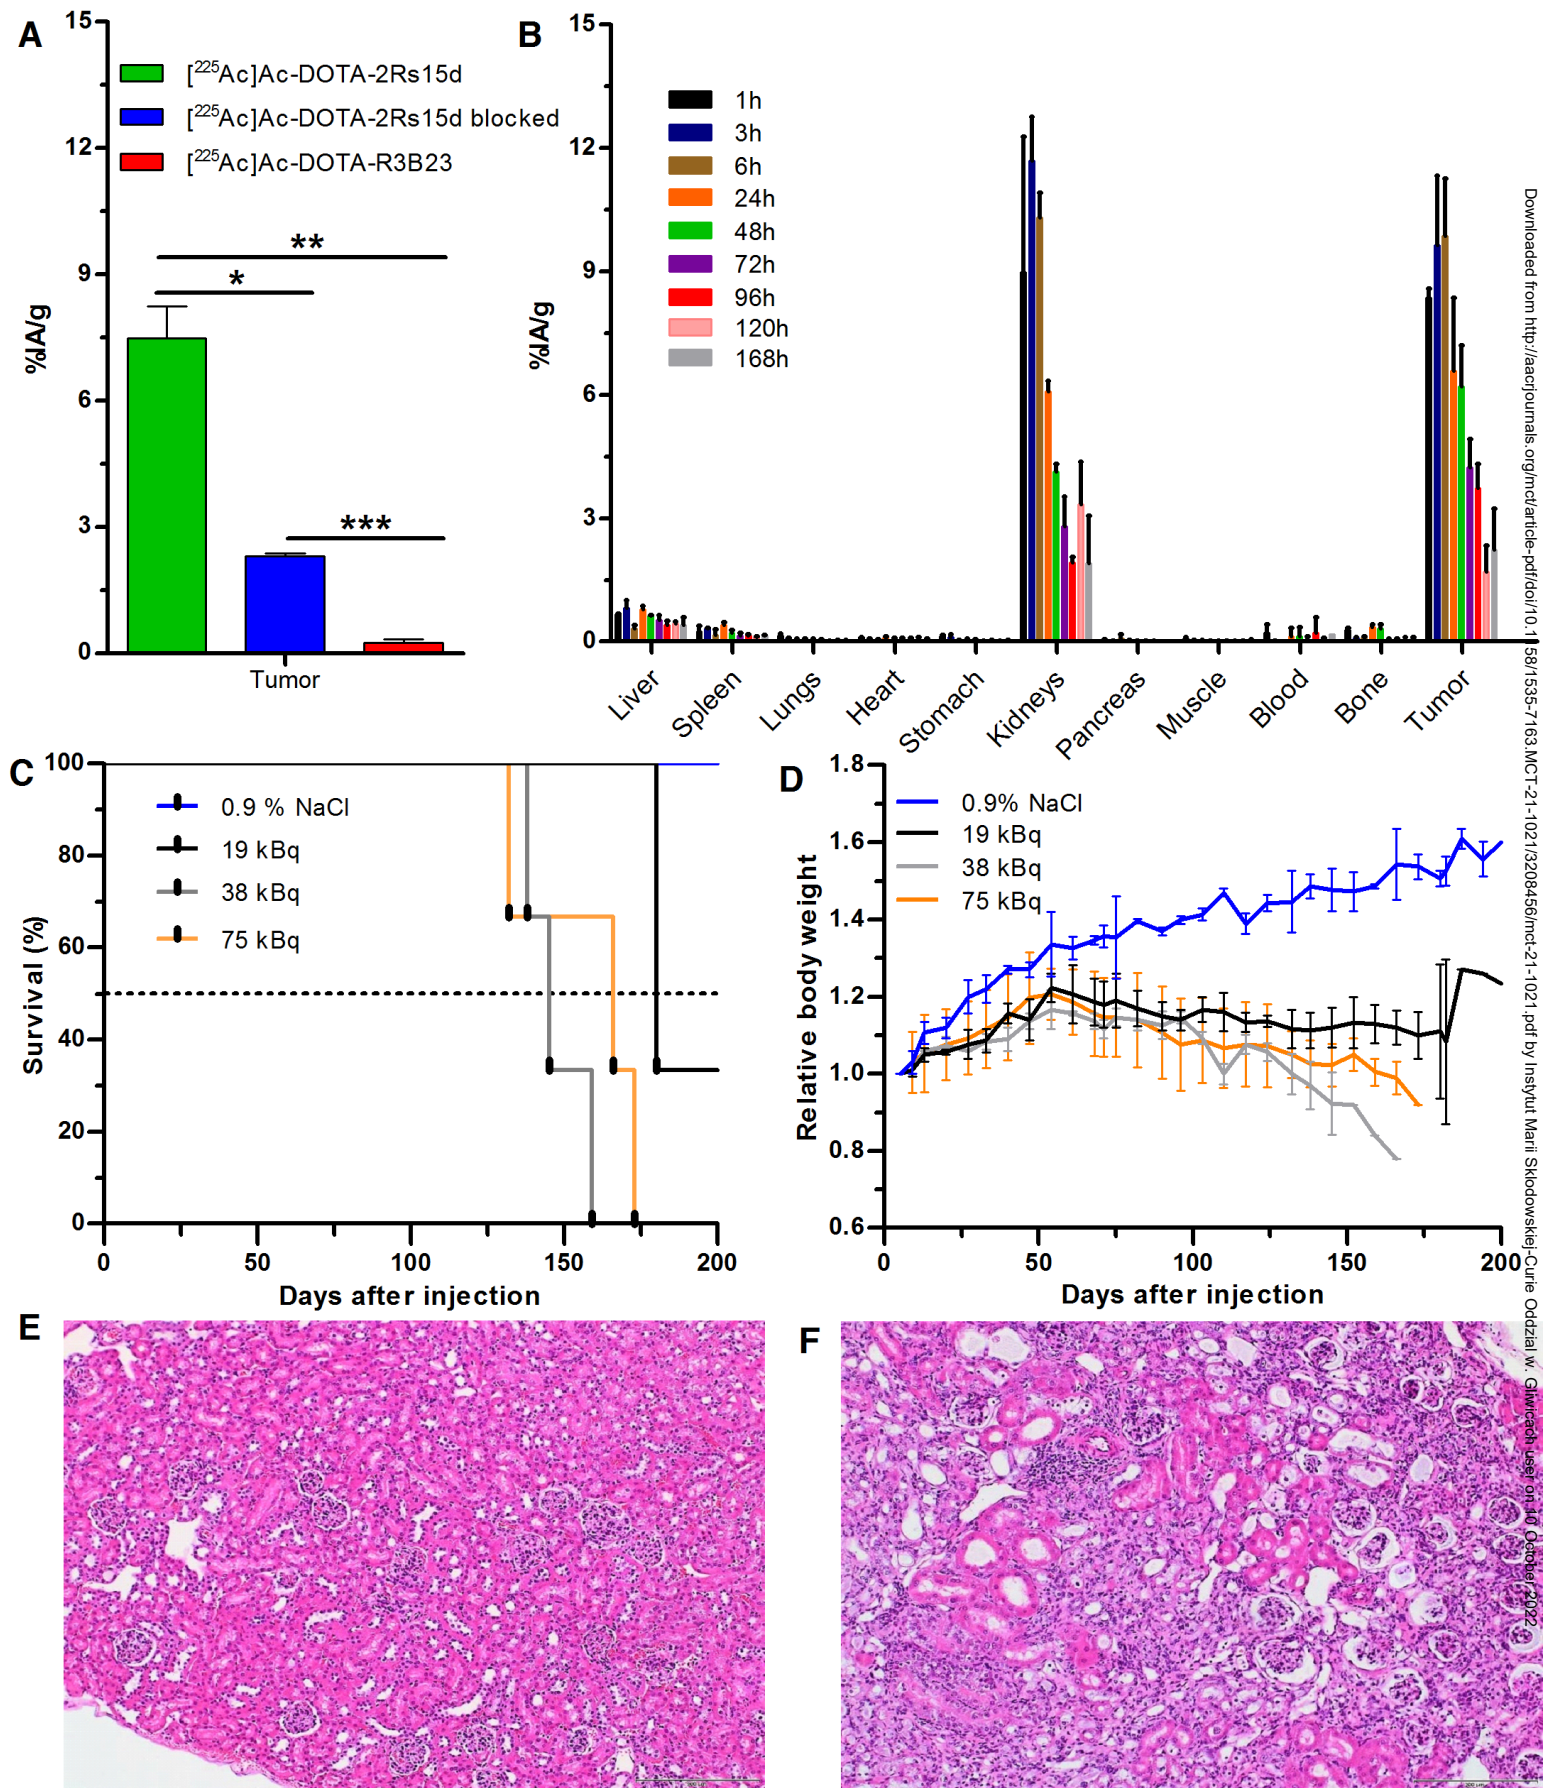 A
15
12
9
6
3
0
%IA/g
[225Ac]Ac-DOTA-2Rs15d
[225Ac]Ac-DOTA-2Rs15d blocked
[225Ac]Ac-DOTA-R3B23
**
*
***
Tumor
B
15
12
9
6
3
0
%IA/g
1h
3h
6h
24h
48h
72h
96h
120h
168h
Liver
Spleen
Lungs
Heart
Stomach
Kidneys
Pancreas
Muscle
Blood
Bone
Tumor
C
100
80
60
40
20
0
Survival (%)
0.9 % NaCl
19 kBq
38 kBq
75 kBq
0
50
100
150
200
Days after injection
D
1.8
1.6
1.4
1.2
1.0
0.8
0.6
Relative body weight
0.9% NaCl
19 kBq
38 kBq
75 kBq
0
50
100
150
200
Days after injection
E
F
Downloaded from http://aacrjournals.org/mct/article-pdf/doi/10.1158/1535-7163.MCT-21-1021/3208456/mct-21-1021.pdf by Instytut Marii Sklodowskiej-Curie Oddzial w. Gliwicach user on 10 October 2022